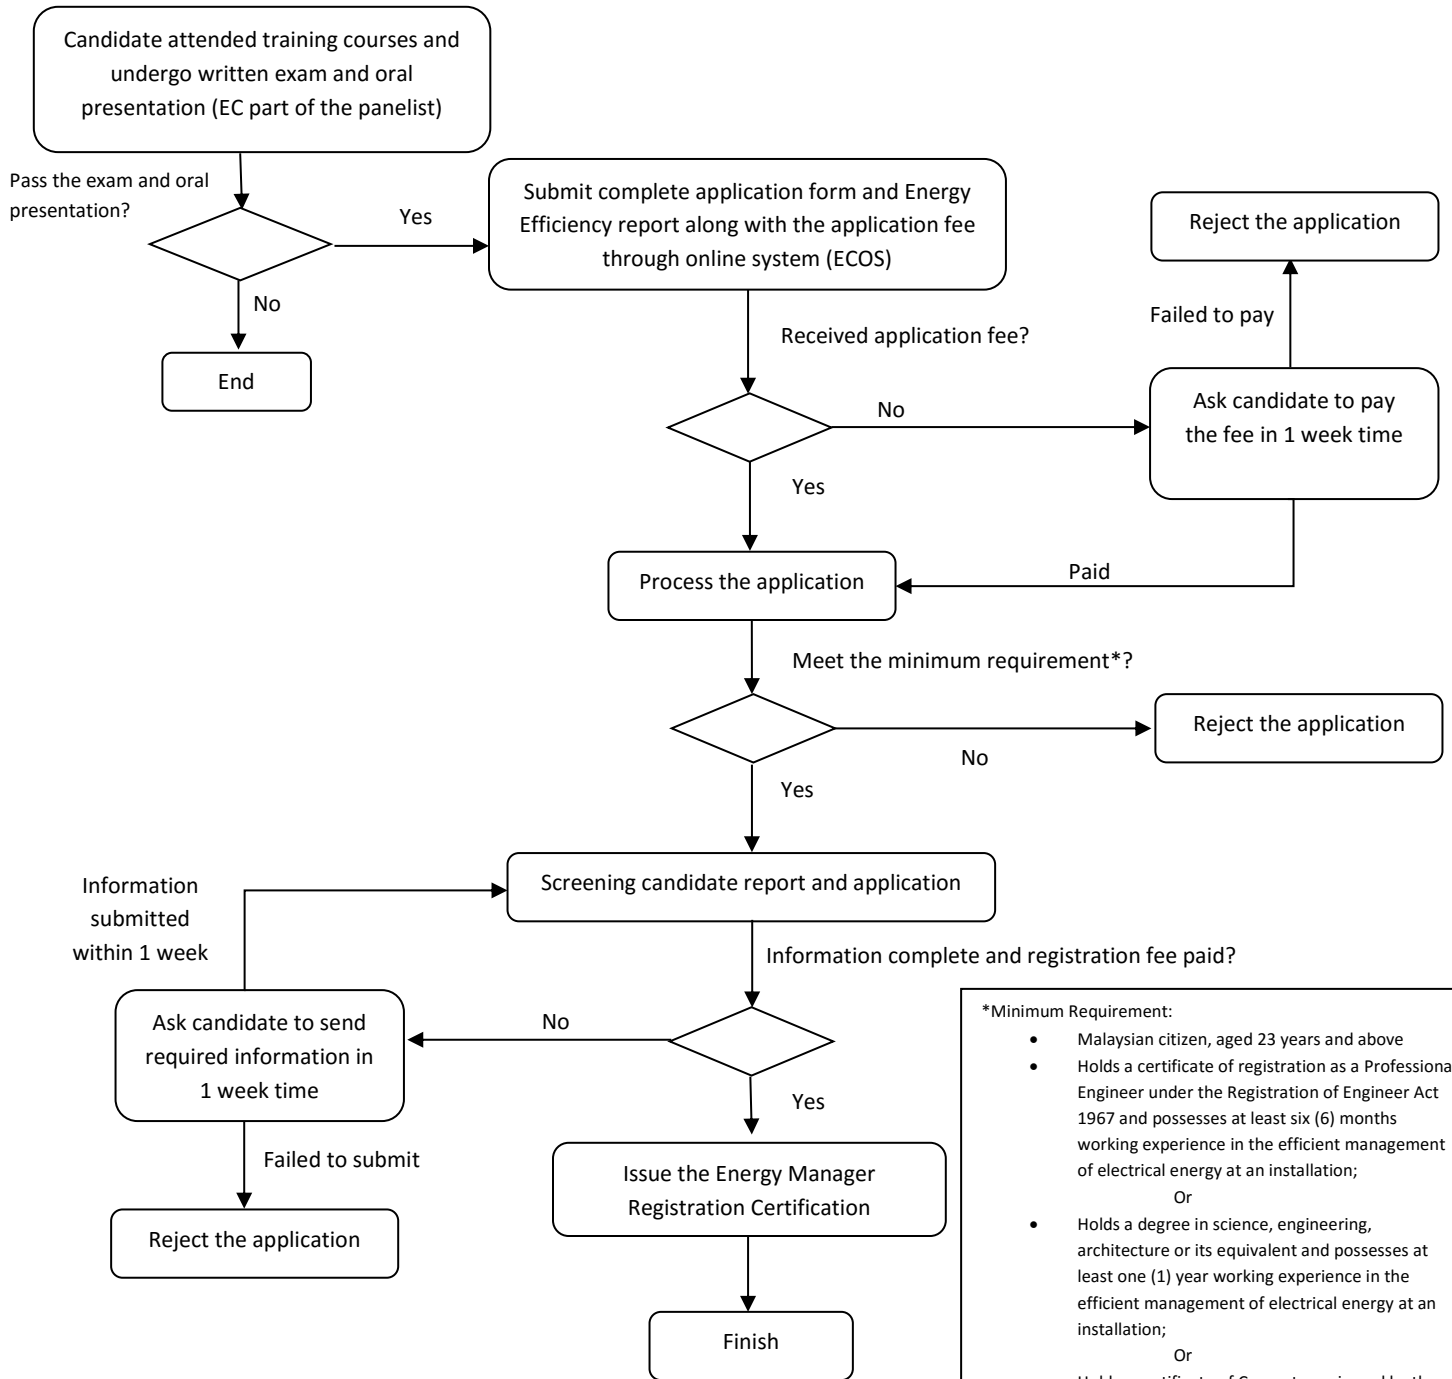 Candidate attended training courses and
undergo written exam and oral
presentation (EC part of the panelist)
Pass the exam and oral
presentation?
Yes
No
End
Submit complete application form and Energy
Efficiency report along with the application fee
through online system (ECOS)
Received application fee?
No
Yes
Reject the application
Failed to pay
Ask candidate to pay
the fee in 1 week time
Paid
Process the application
Meet the minimum requirement*?
No
Reject the application
Yes
Screening candidate report and application
Information
submitted
within 1 week
Information complete and registration fee paid?
No
Ask candidate to send
required information in
1 week time
Failed to submit
Reject the application
Yes
Issue the Energy Manager
Registration Certification
Finish
*Minimum Requirement:
• Malaysian citizen, aged 23 years and above
• Holds a certificate of registration as a Professiona
Engineer under the Registration of Engineer Act
1967 and possesses at least six (6) months
working experience in the efficient management
of electrical energy at an installation;
Or
• Holds a degree in science, engineering,
architecture or its equivalent and possesses at
least one (1) year working experience in the
efficient management of electrical energy at an
installation;
Or